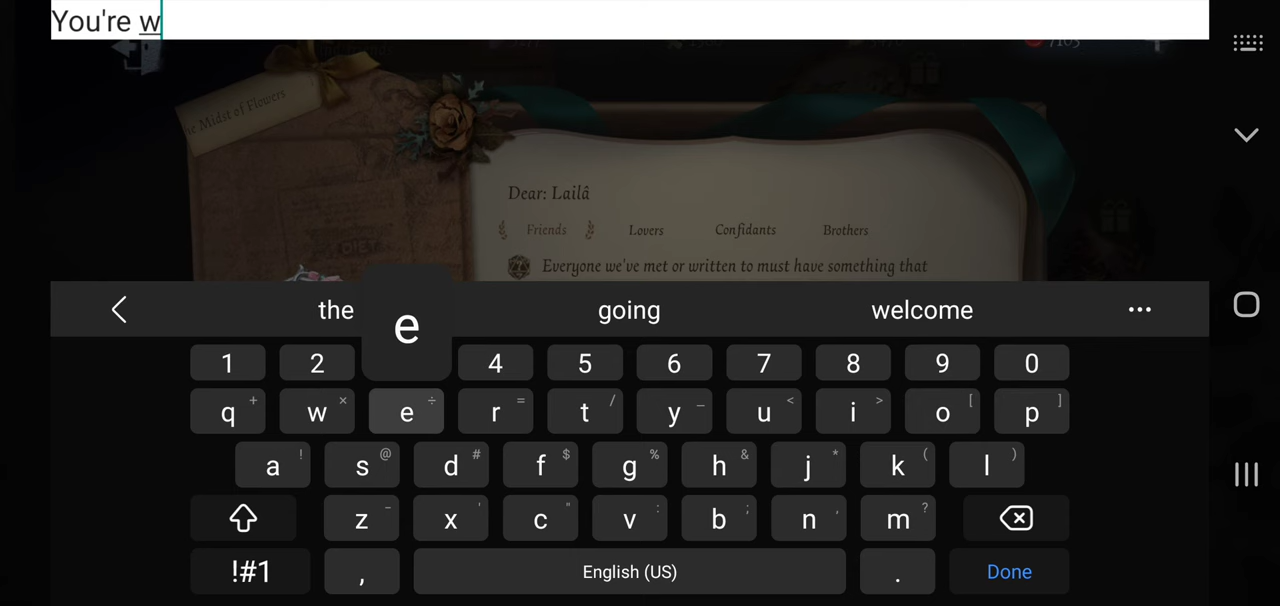 You're w
he Midst of Flowers
7103
Dear: Lailâ
Friends Lovers Confidants Brothers
Everyone we've met or written to must have something that
the going welcome ...
e
1 2 4 5 6 7 8 9 0
q + w × e ÷ r = t / y _ u < i > o [ p ]
a ! s @ d # f $ g % h & j * k ( l )
z - x ' c " v : b ; n , m ?
!#1 , English (US) . Done